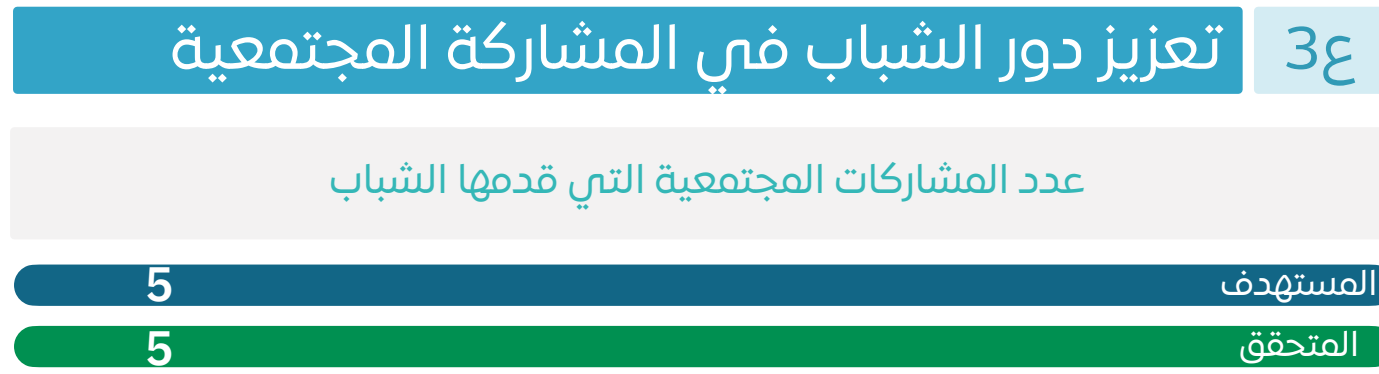 ع3
تعزيز دور الشباب في المشاركة المجتمعية
عدد المشاركات المجتمعية التي قدمها الشباب
المستهدف 5
المتحقق 5